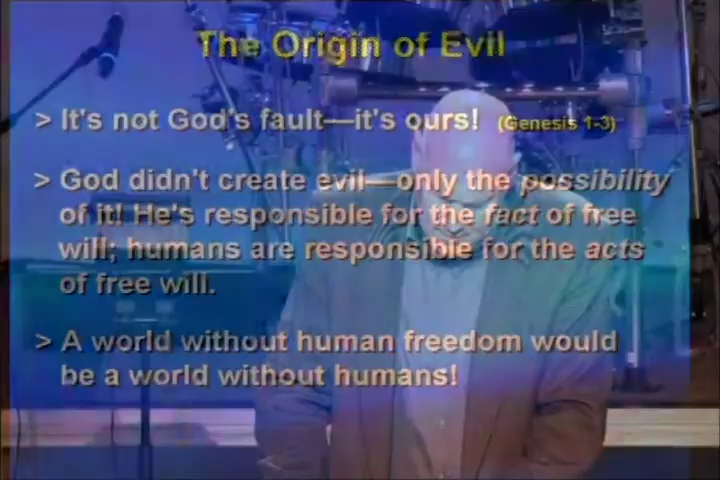 The Origin of Evil
> It's not God's fault—it's ours! (Genesis 1-3)
> God didn't create evil—only the possibility
of it! He's responsible for the fact of free
will; humans are responsible for the acts
of free will.
> A world without human freedom would
be a world without humans!